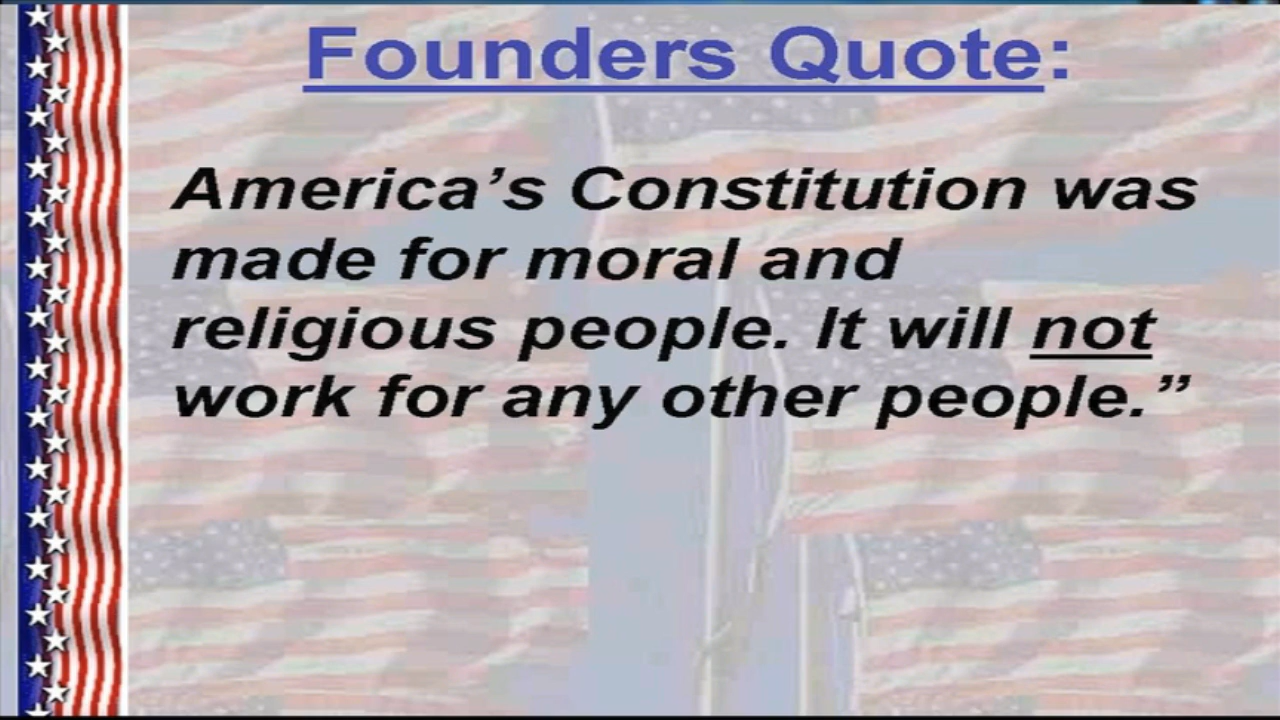 Founders Quote:
America’s Constitution was
made for moral and
religious people. It will not
work for any other people.”